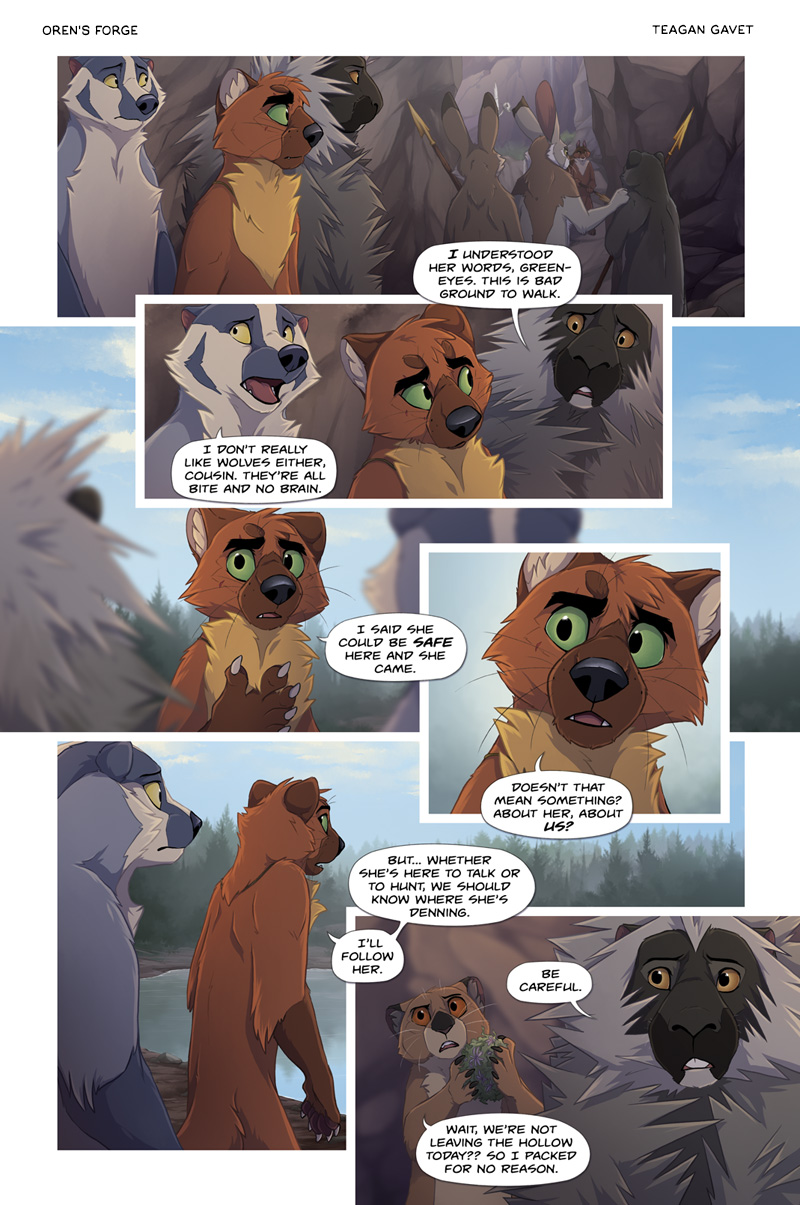 OREN'S FORGE
TEAGAN GAVET
I UNDERSTOOD
HER WORDS, GREEN-
EYES. THIS IS BAD
GROUND TO WALK.
I DON'T REALLY
LIKE WOLVES EITHER,
COUSIN. THEY'RE ALL
BITE AND NO BRAIN.
I SAID SHE
COULD BE SAFE
HERE AND SHE
CAME.
DOESN'T THAT
MEAN SOMETHING?
ABOUT HER, ABOUT
US?
BUT... WHETHER
SHE'S HERE TO TALK OR
TO HUNT, WE SHOULD
KNOW WHERE SHE'S
DENNING.
I'LL
FOLLOW
HER.
BE
CAREFUL.
WAIT, WE'RE NOT
LEAVING THE HOLLOW
TODAY?? SO I PACKED
FOR NO REASON.